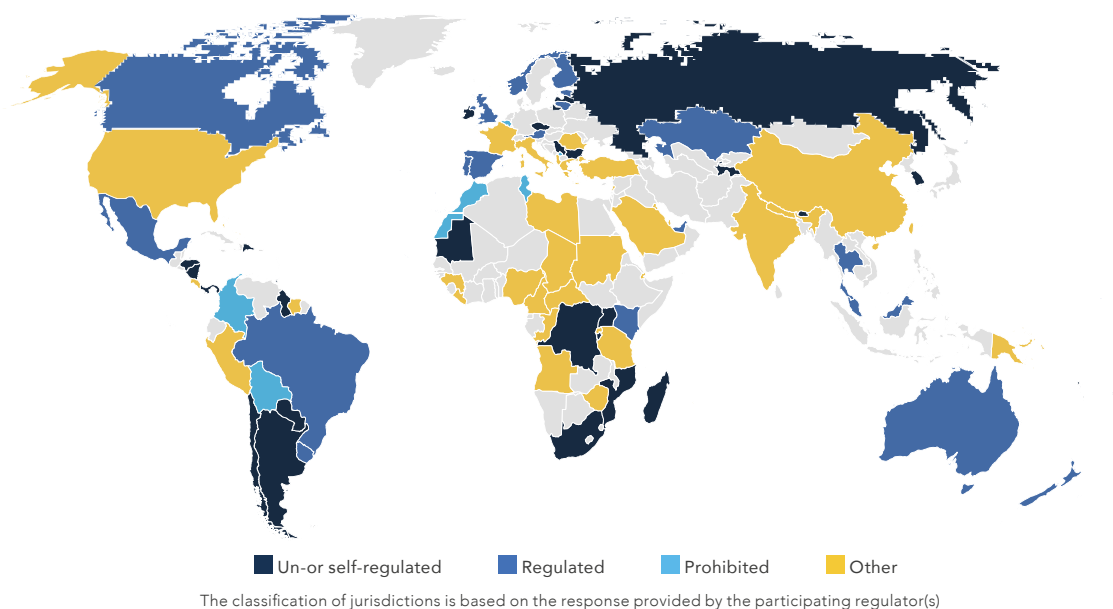 Un-or self-regulated Regulated Prohibited Other
The classification of jurisdictions is based on the response provided by the participating regulator(s)